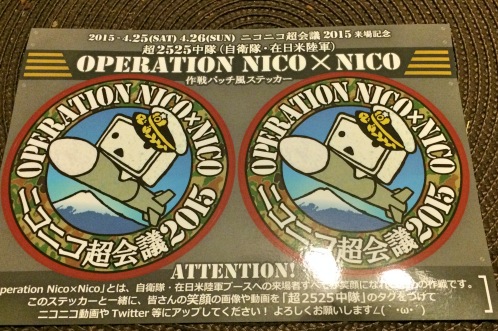 2015 - 4.25(SAT) 4.26(SUN) ニコニコ超会議 2015 来場記念
超2525中隊(自衛隊・在日米陸軍)
OPERATION NICO×NICO
作戦パッチ風ステッカー
OPERATION NICO×NICO
ニコニコ超会議2015
OPERATION NICO×NICO
ニコニコ超会議2015
ATTENTION!
peration Nico×Nico」とは、自衛隊・在日米陸軍ブースへの来場者すべてが笑顔になれ の作戦です。
このステッカーと一緒に、皆さんの笑顔の画像や動画を「超2525中隊」のタグをつけて
ニコニコ動画や Twitter 等にアップしてください! よろしくお願いします∠(｀･ω･´)